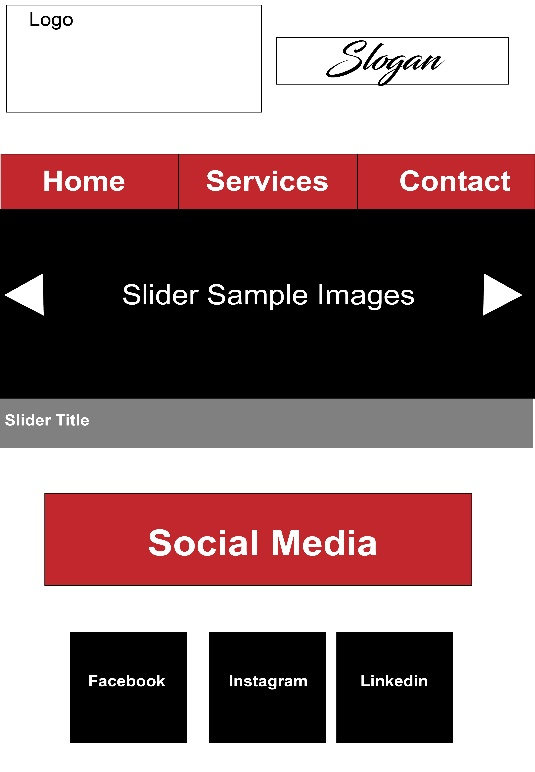 Logo
Slogan
Home Services Contact
Slider Sample Images
Slider Title
Social Media
Facebook Instagram Linkedin